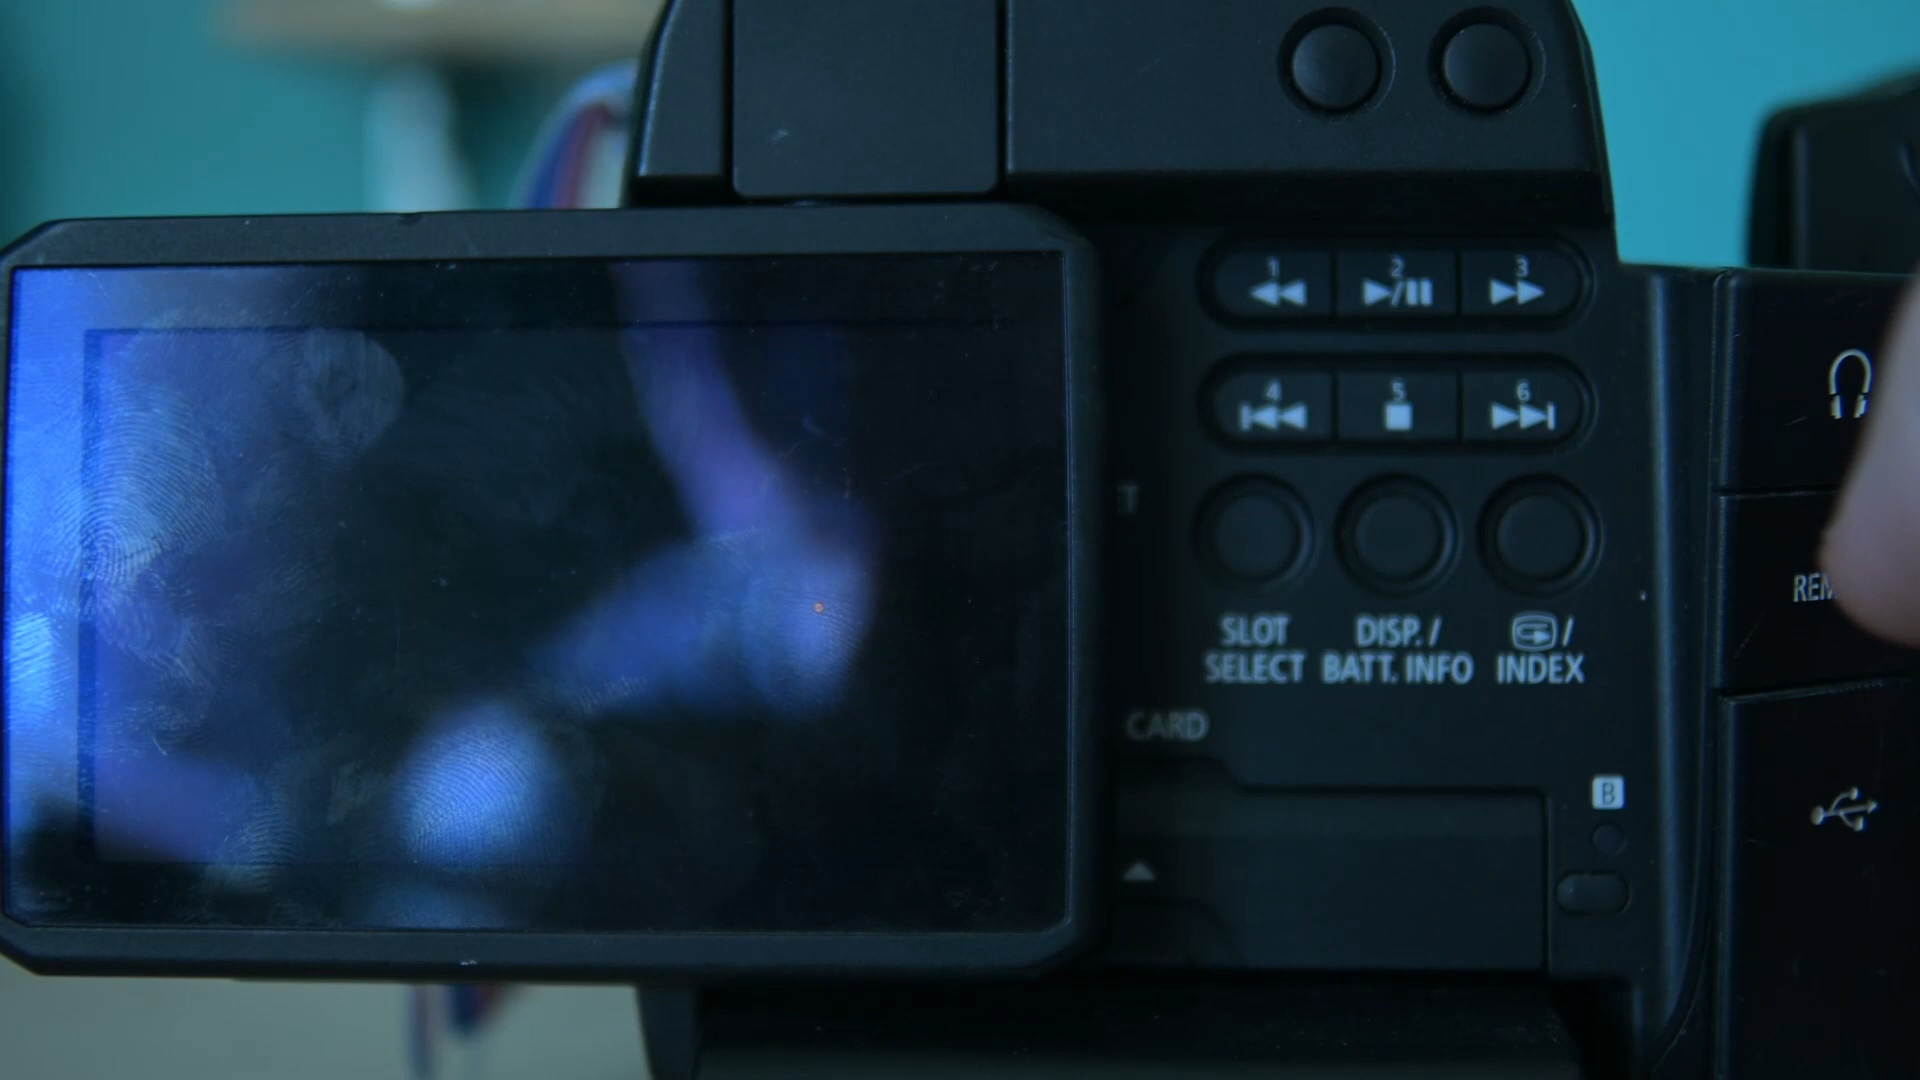 1 2 3
4 5 6
SLOT SELECT
DISP. / BATT. INFO
/ INDEX
CARD
B